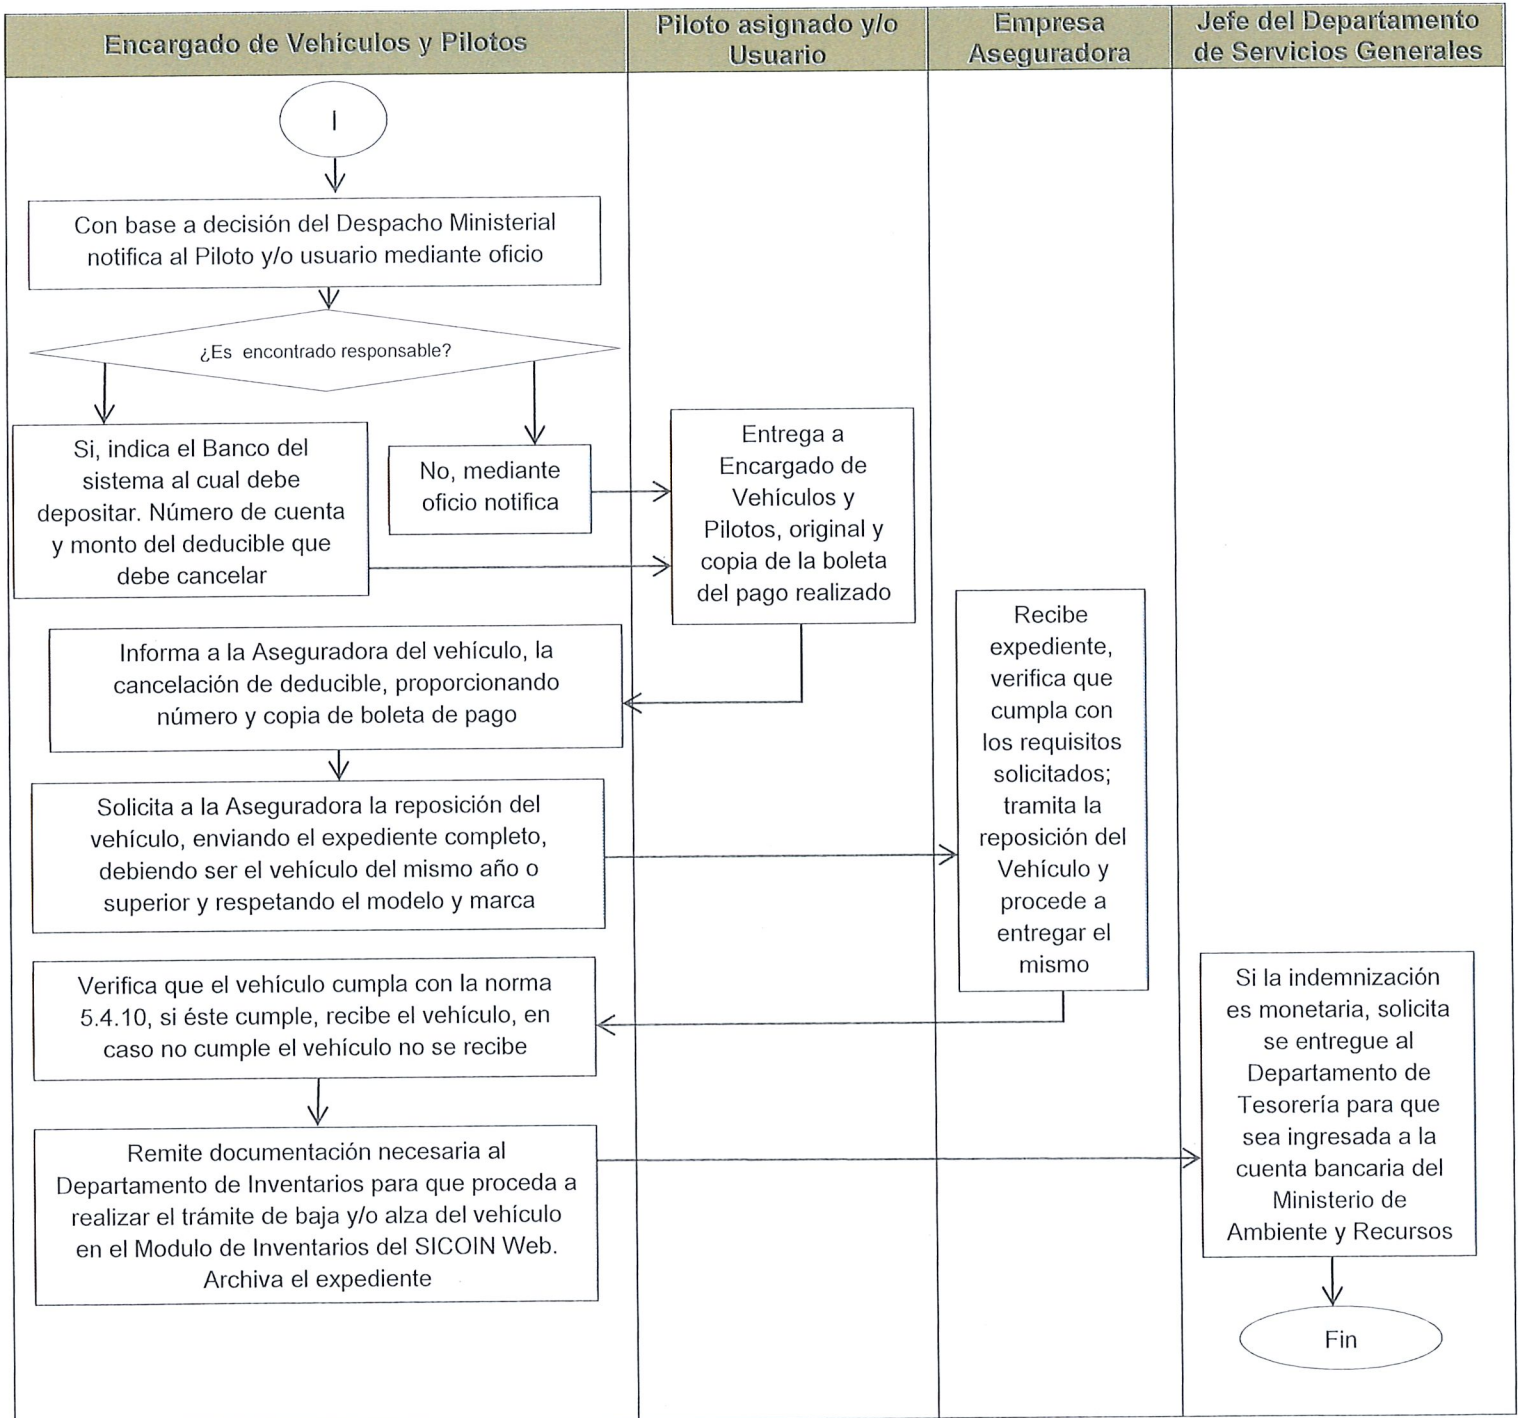 Encargado de Vehículos y Pilotos
Piloto asignado y/o
Usuario
Empresa
Aseguradora
Jefe del Departamento
de Servicios Generales
I
Con base a decisión del Despacho Ministerial
notifica al Piloto y/o usuario mediante oficio
¿Es encontrado responsable?
Si, indica el Banco del
sistema al cual debe
depositar. Número de cuenta
y monto del deducible que
debe cancelar
No, mediante
oficio notifica
Entrega a
Encargado de
Vehículos y
Pilotos, original y
copia de la boleta
del pago realizado
Informa a la Aseguradora del vehículo, la
cancelación de deducible, proporcionando
número y copia de boleta de pago
Solicita a la Aseguradora la reposición del
vehículo, enviando el expediente completo,
debiendo ser el vehículo del mismo año o
superior y respetando el modelo y marca
Recibe
expediente,
verifica que
cumpla con
los requisitos
solicitados;
tramita la
reposición del
Vehículo y
procede a
entregar el
mismo
Verifica que el vehículo cumpla con la norma
5.4.10, si éste cumple, recibe el vehículo, en
caso no cumple el vehículo no se recibe
Remite documentación necesaria al
Departamento de Inventarios para que proceda a
realizar el trámite de baja y/o alza del vehículo
en el Modulo de Inventarios del SICOIN Web.
Archiva el expediente
Si la indemnización
es monetaria, solicita
se entregue al
Departamento de
Tesorería para que
sea ingresada a la
cuenta bancaria del
Ministerio de
Ambiente y Recursos
Fin